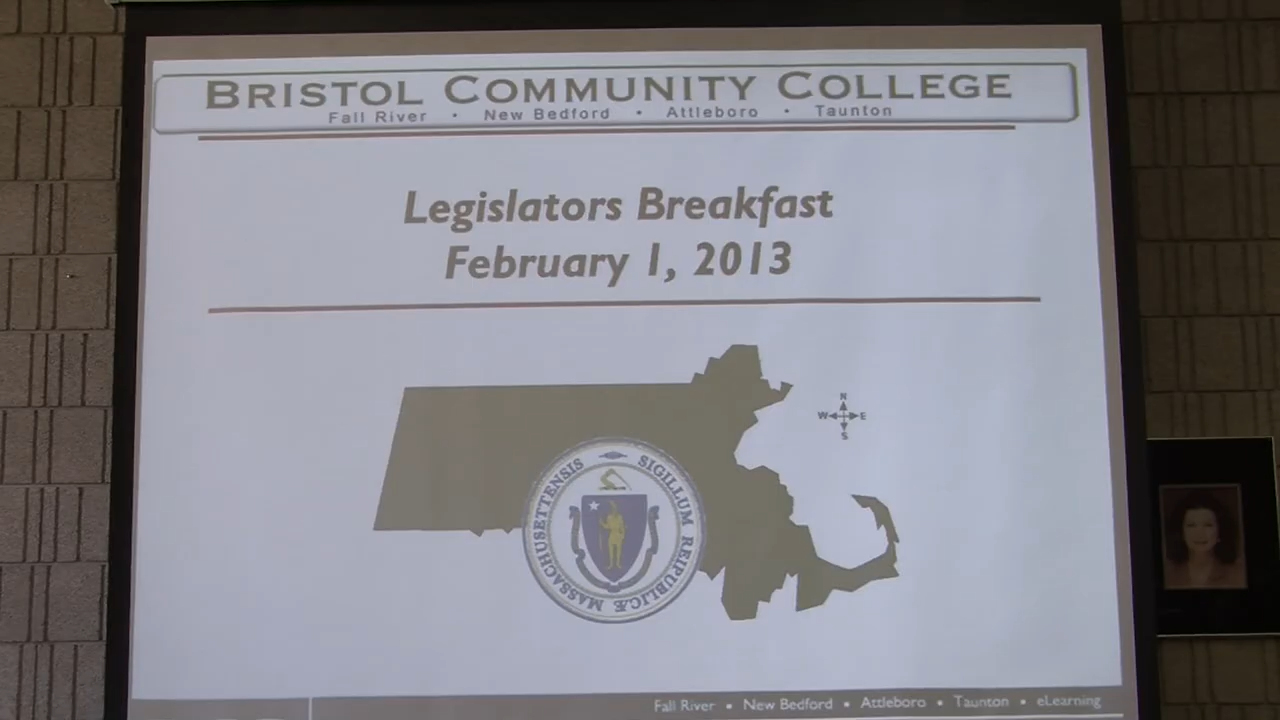 BRISTOL COMMUNITY COLLEGE
Fall River • New Bedford • Attleboro • Taunton
Legislators Breakfast
February 1, 2013
N
W E
S
SIGILLUM REIPUBLICÆ MASSACHUSETTENSIS
Fall River • New Bedford • Attleboro • Taunton • eLearning